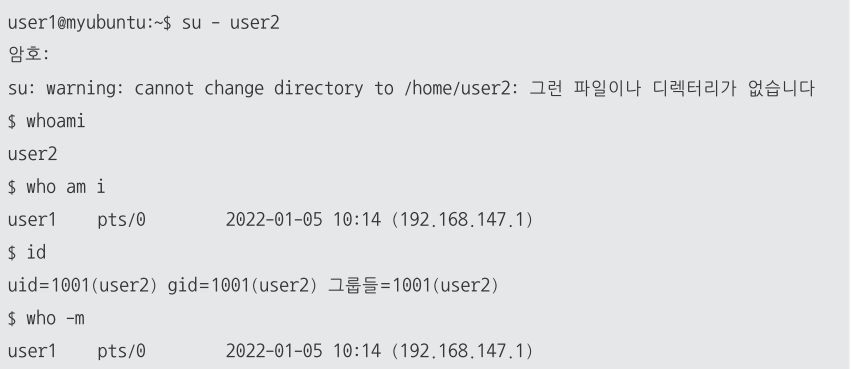 user1@myubuntu:~$ su - user2
암호:
su: warning: cannot change directory to /home/user2: 그런 파일이나 디렉터리가 없습니다
$ whoami
user2
$ who am i
user1    pts/0        2022-01-05 10:14 (192.168.147.1)
$ id
uid=1001(user2) gid=1001(user2) 그룹들=1001(user2)
$ who -m
user1    pts/0        2022-01-05 10:14 (192.168.147.1)